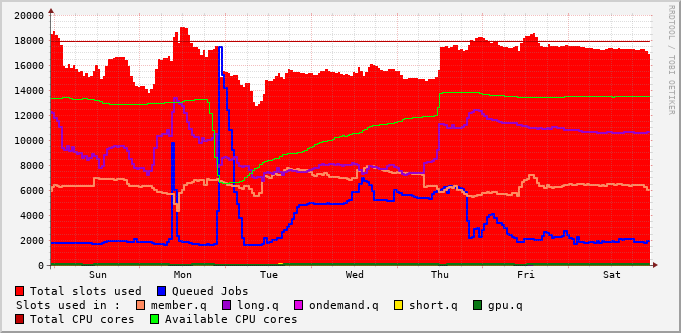 20000
18000
16000
14000
12000
10000
8000
6000
4000
2000
0
Sun Mon Tue Wed Thu Fri Sat
RRDTOOL / TOBI OETIKER
Total slots used Queued Jobs
Slots used in : member.q long.q ondemand.q short.q gpu.q
Total CPU cores Available CPU cores